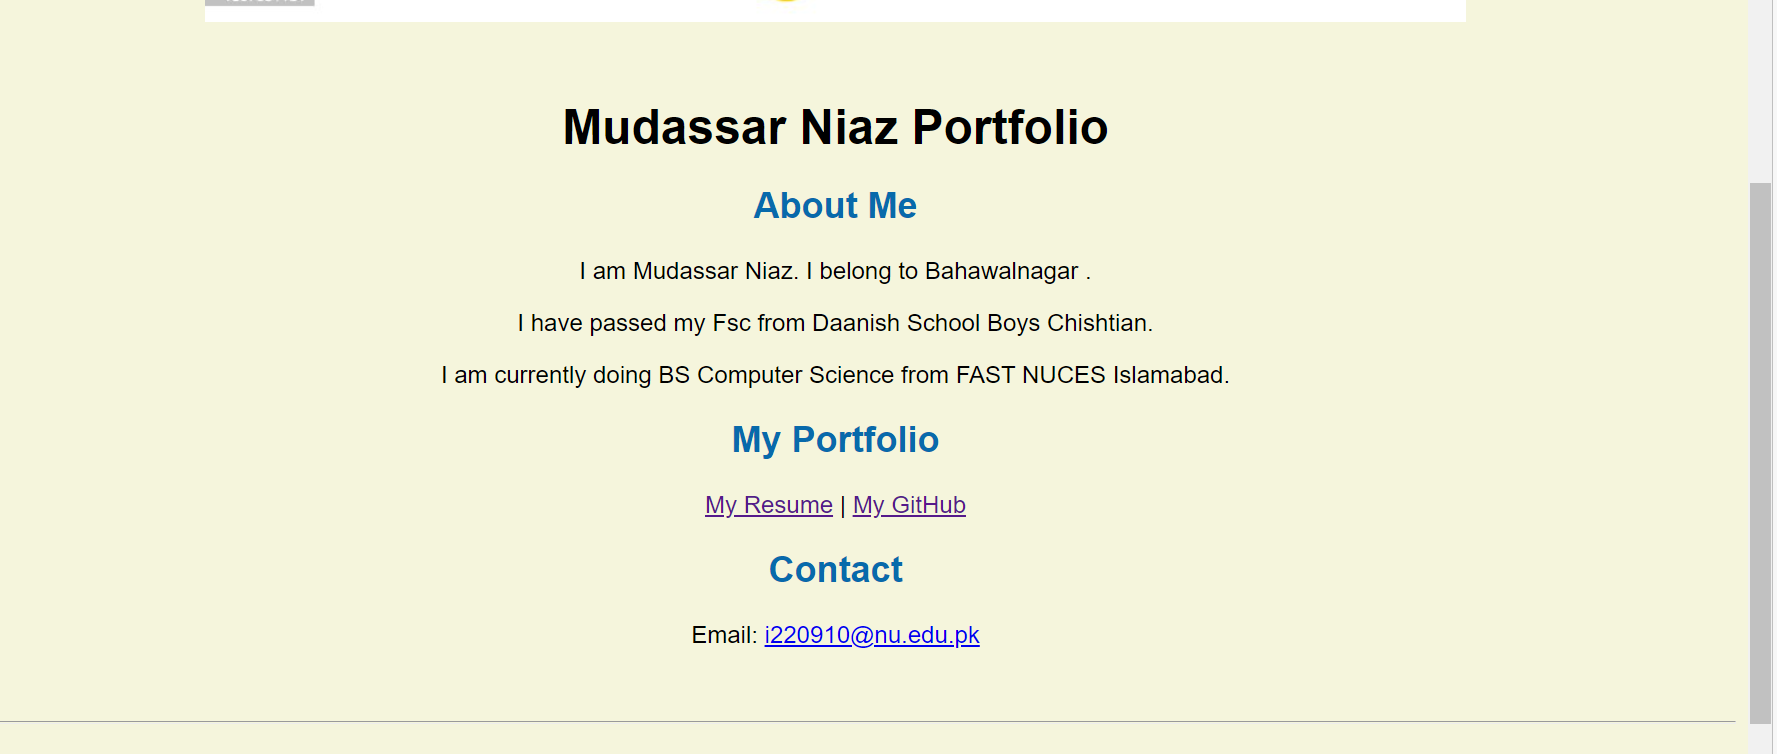 Mudassar Niaz Portfolio
About Me
I am Mudassar Niaz. I belong to Bahawalnagar .
I have passed my Fsc from Daanish School Boys Chishtian.
I am currently doing BS Computer Science from FAST NUCES Islamabad.
My Portfolio
My Resume | My GitHub
Contact
Email: i220910@nu.edu.pk